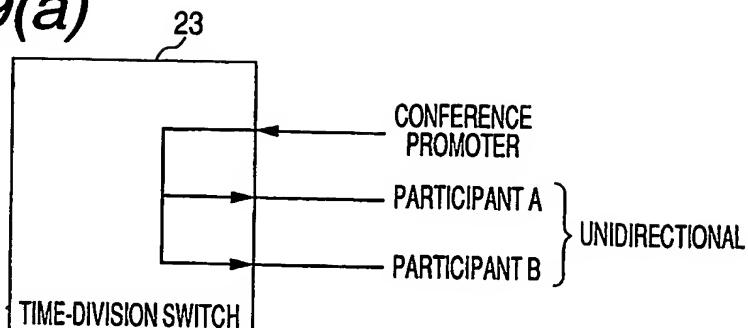 9(a)
23
CONFERENCE
PROMOTER
PARTICIPANT A
UNIDIRECTIONAL
PARTICIPANT B
TIME-DIVISION SWITCH